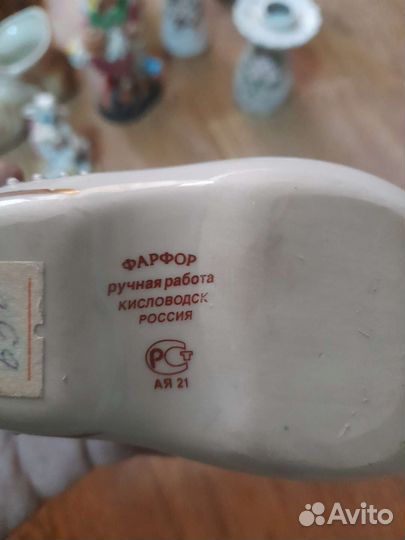 ФАРФОР
ручная работа
КИСЛОВОДСК
РОССИЯ
РСТ
АЯ 21
Avito